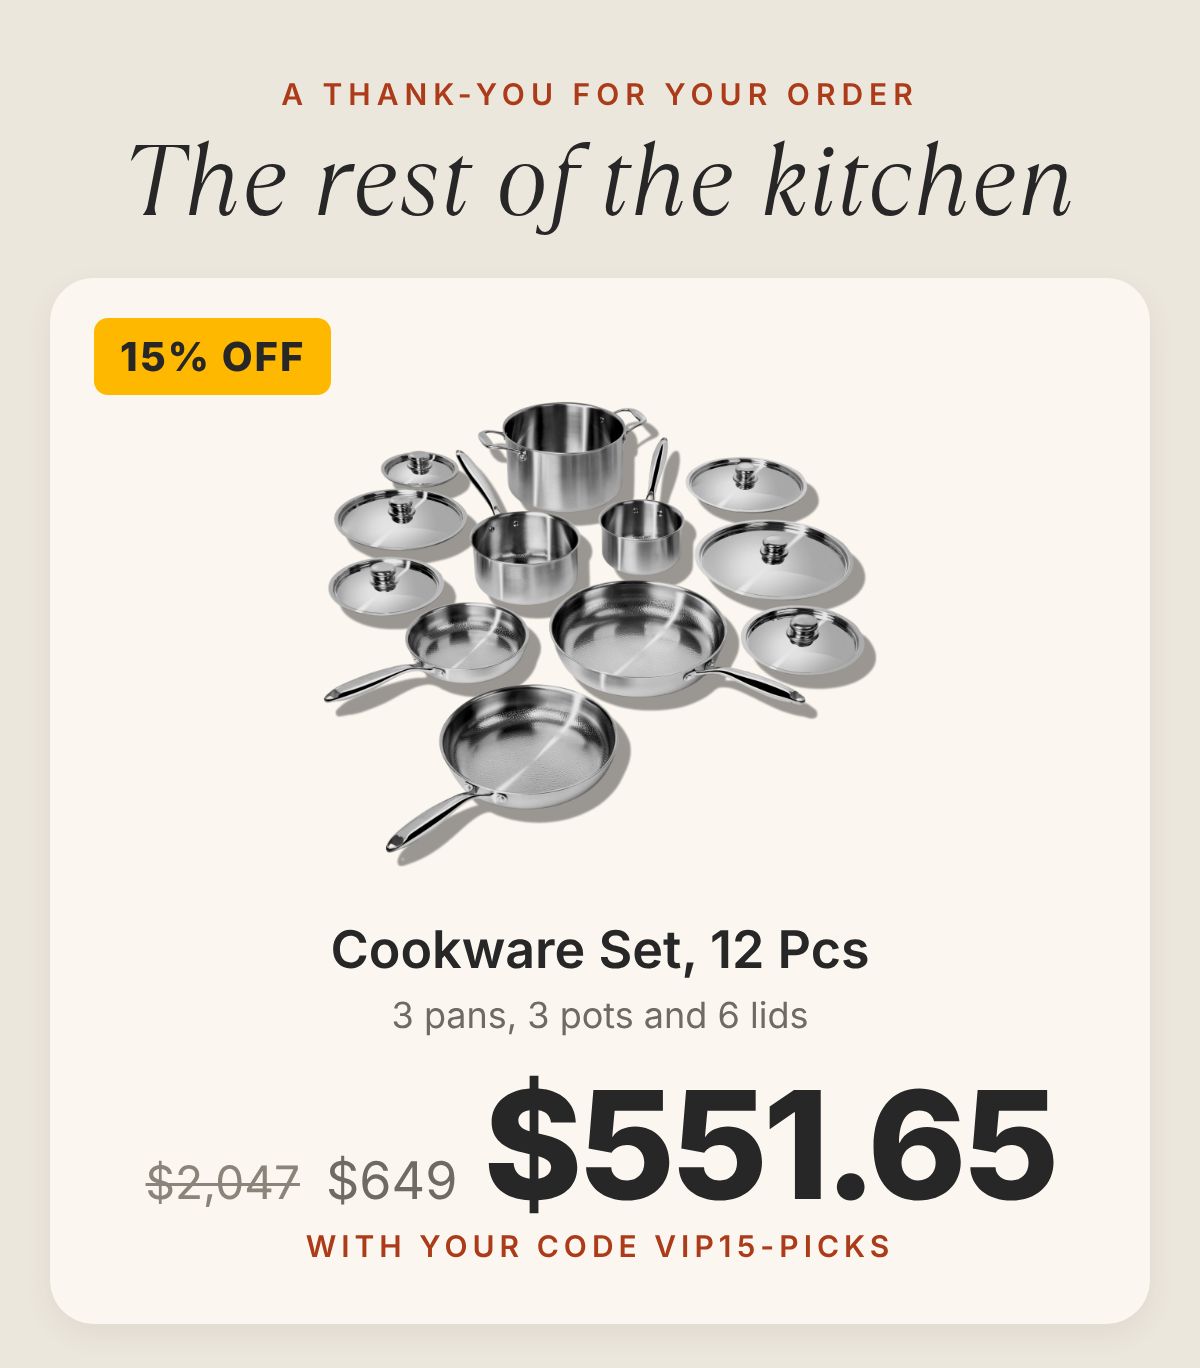 A THANK-YOU FOR YOUR ORDER
The rest of the kitchen
15% OFF
Cookware Set, 12 Pcs
3 pans, 3 pots and 6 lids
$2,047 $649 $551.65
WITH YOUR CODE VIP15-PICKS